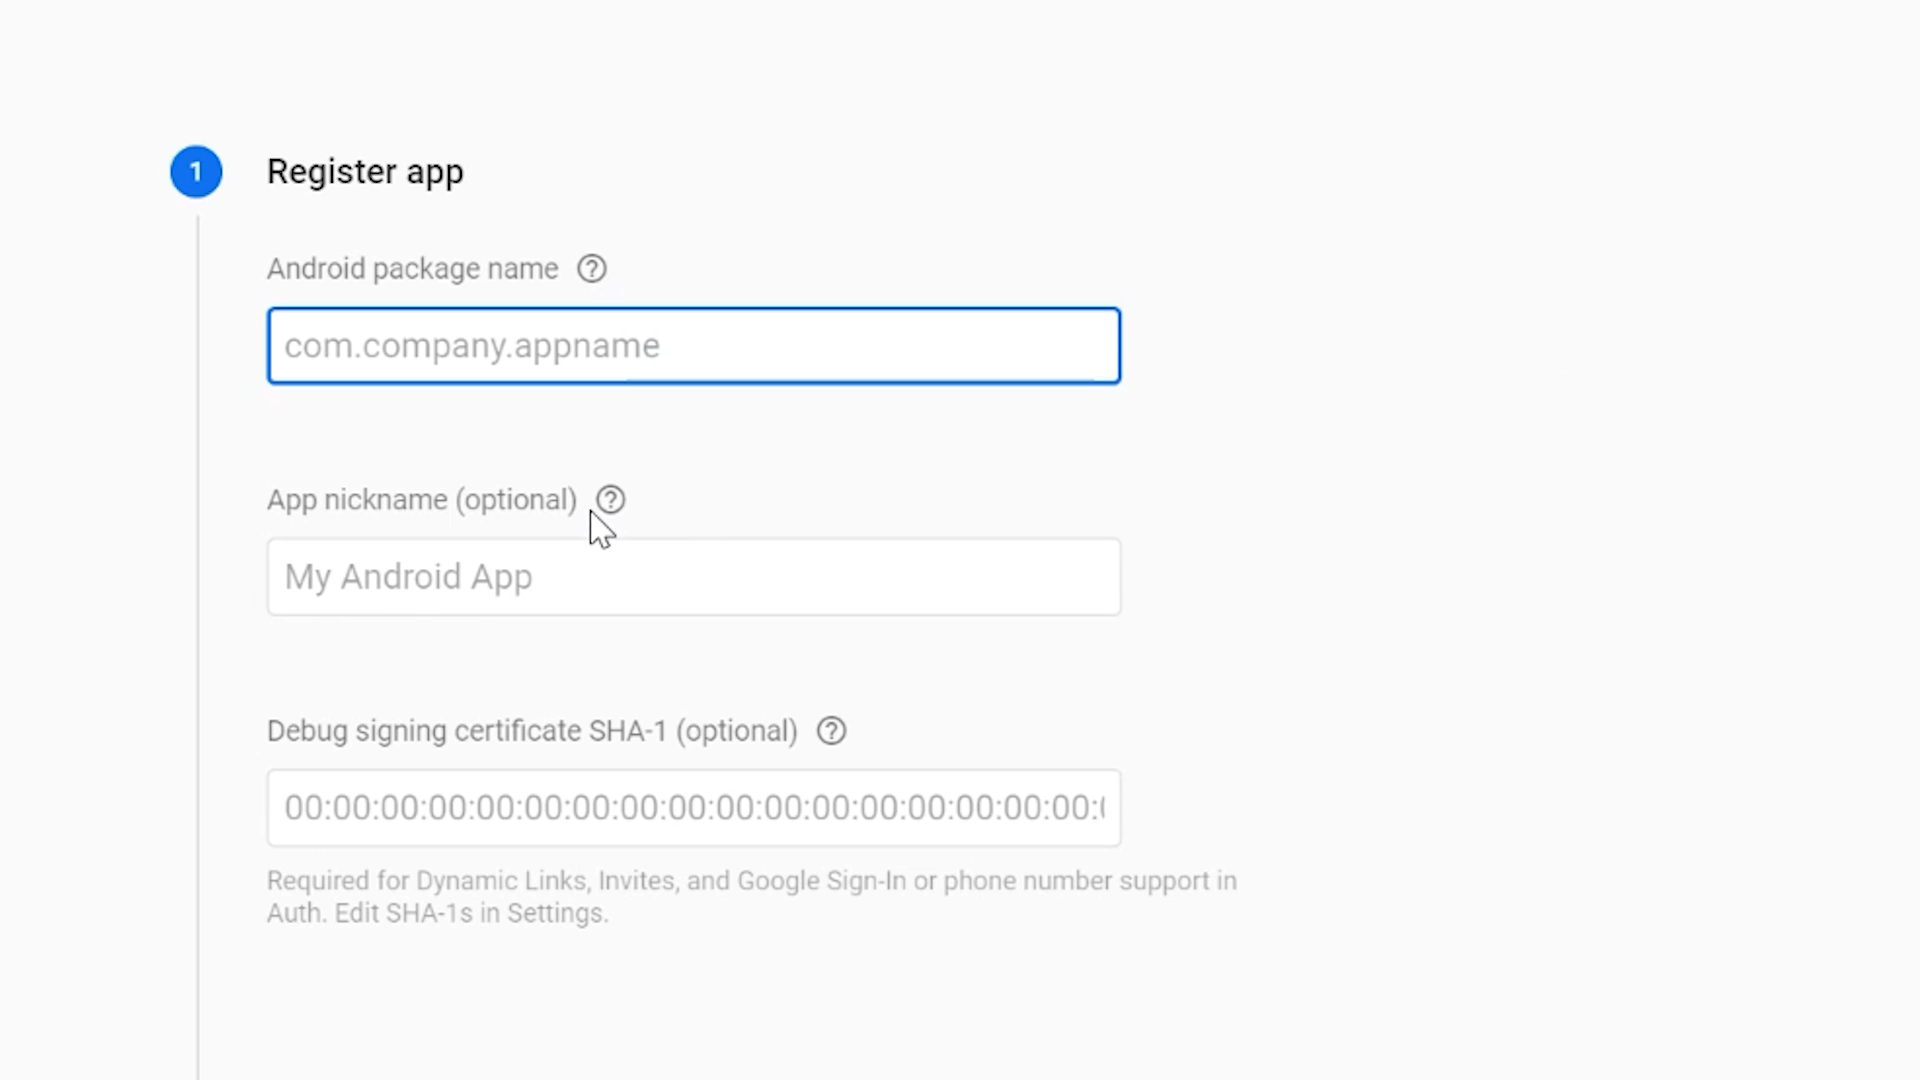 1
Register app
Android package name ?
com.company.appname
App nickname (optional) ?
My Android App
Debug signing certificate SHA-1 (optional) ?
00:00:00:00:00:00:00:00:00:00:00:00:00:00:00:00:00:
Required for Dynamic Links, Invites, and Google Sign-In or phone number support in
Auth. Edit SHA-1s in Settings.